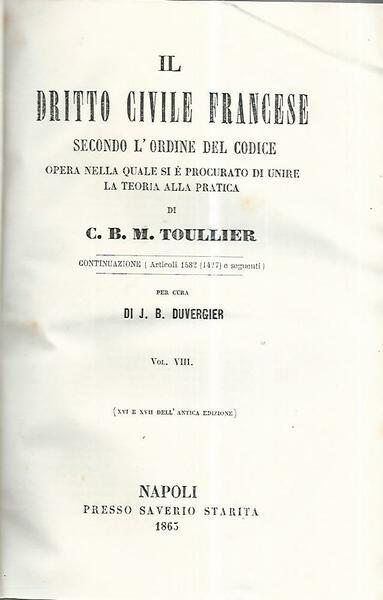 IL
DRITTO CIVILE FRANCESE
SECONDO L'ORDINE DEL CODICE
OPERA NELLA QUALE SI È PROCURATO DI UNIRE
LA TEORIA ALLA PRATICA
DI
C. B. M. TOULLIER
CONTINUAZIONE ( Articoli 1582 (1427) e seguenti )
PER CURA
DI J. B. DUVERGIER
VOL. VIII.
(XVI E XVII DELL'ANTICA EDIZIONE)
NAPOLI
PRESSO SAVERIO STARITA
1865